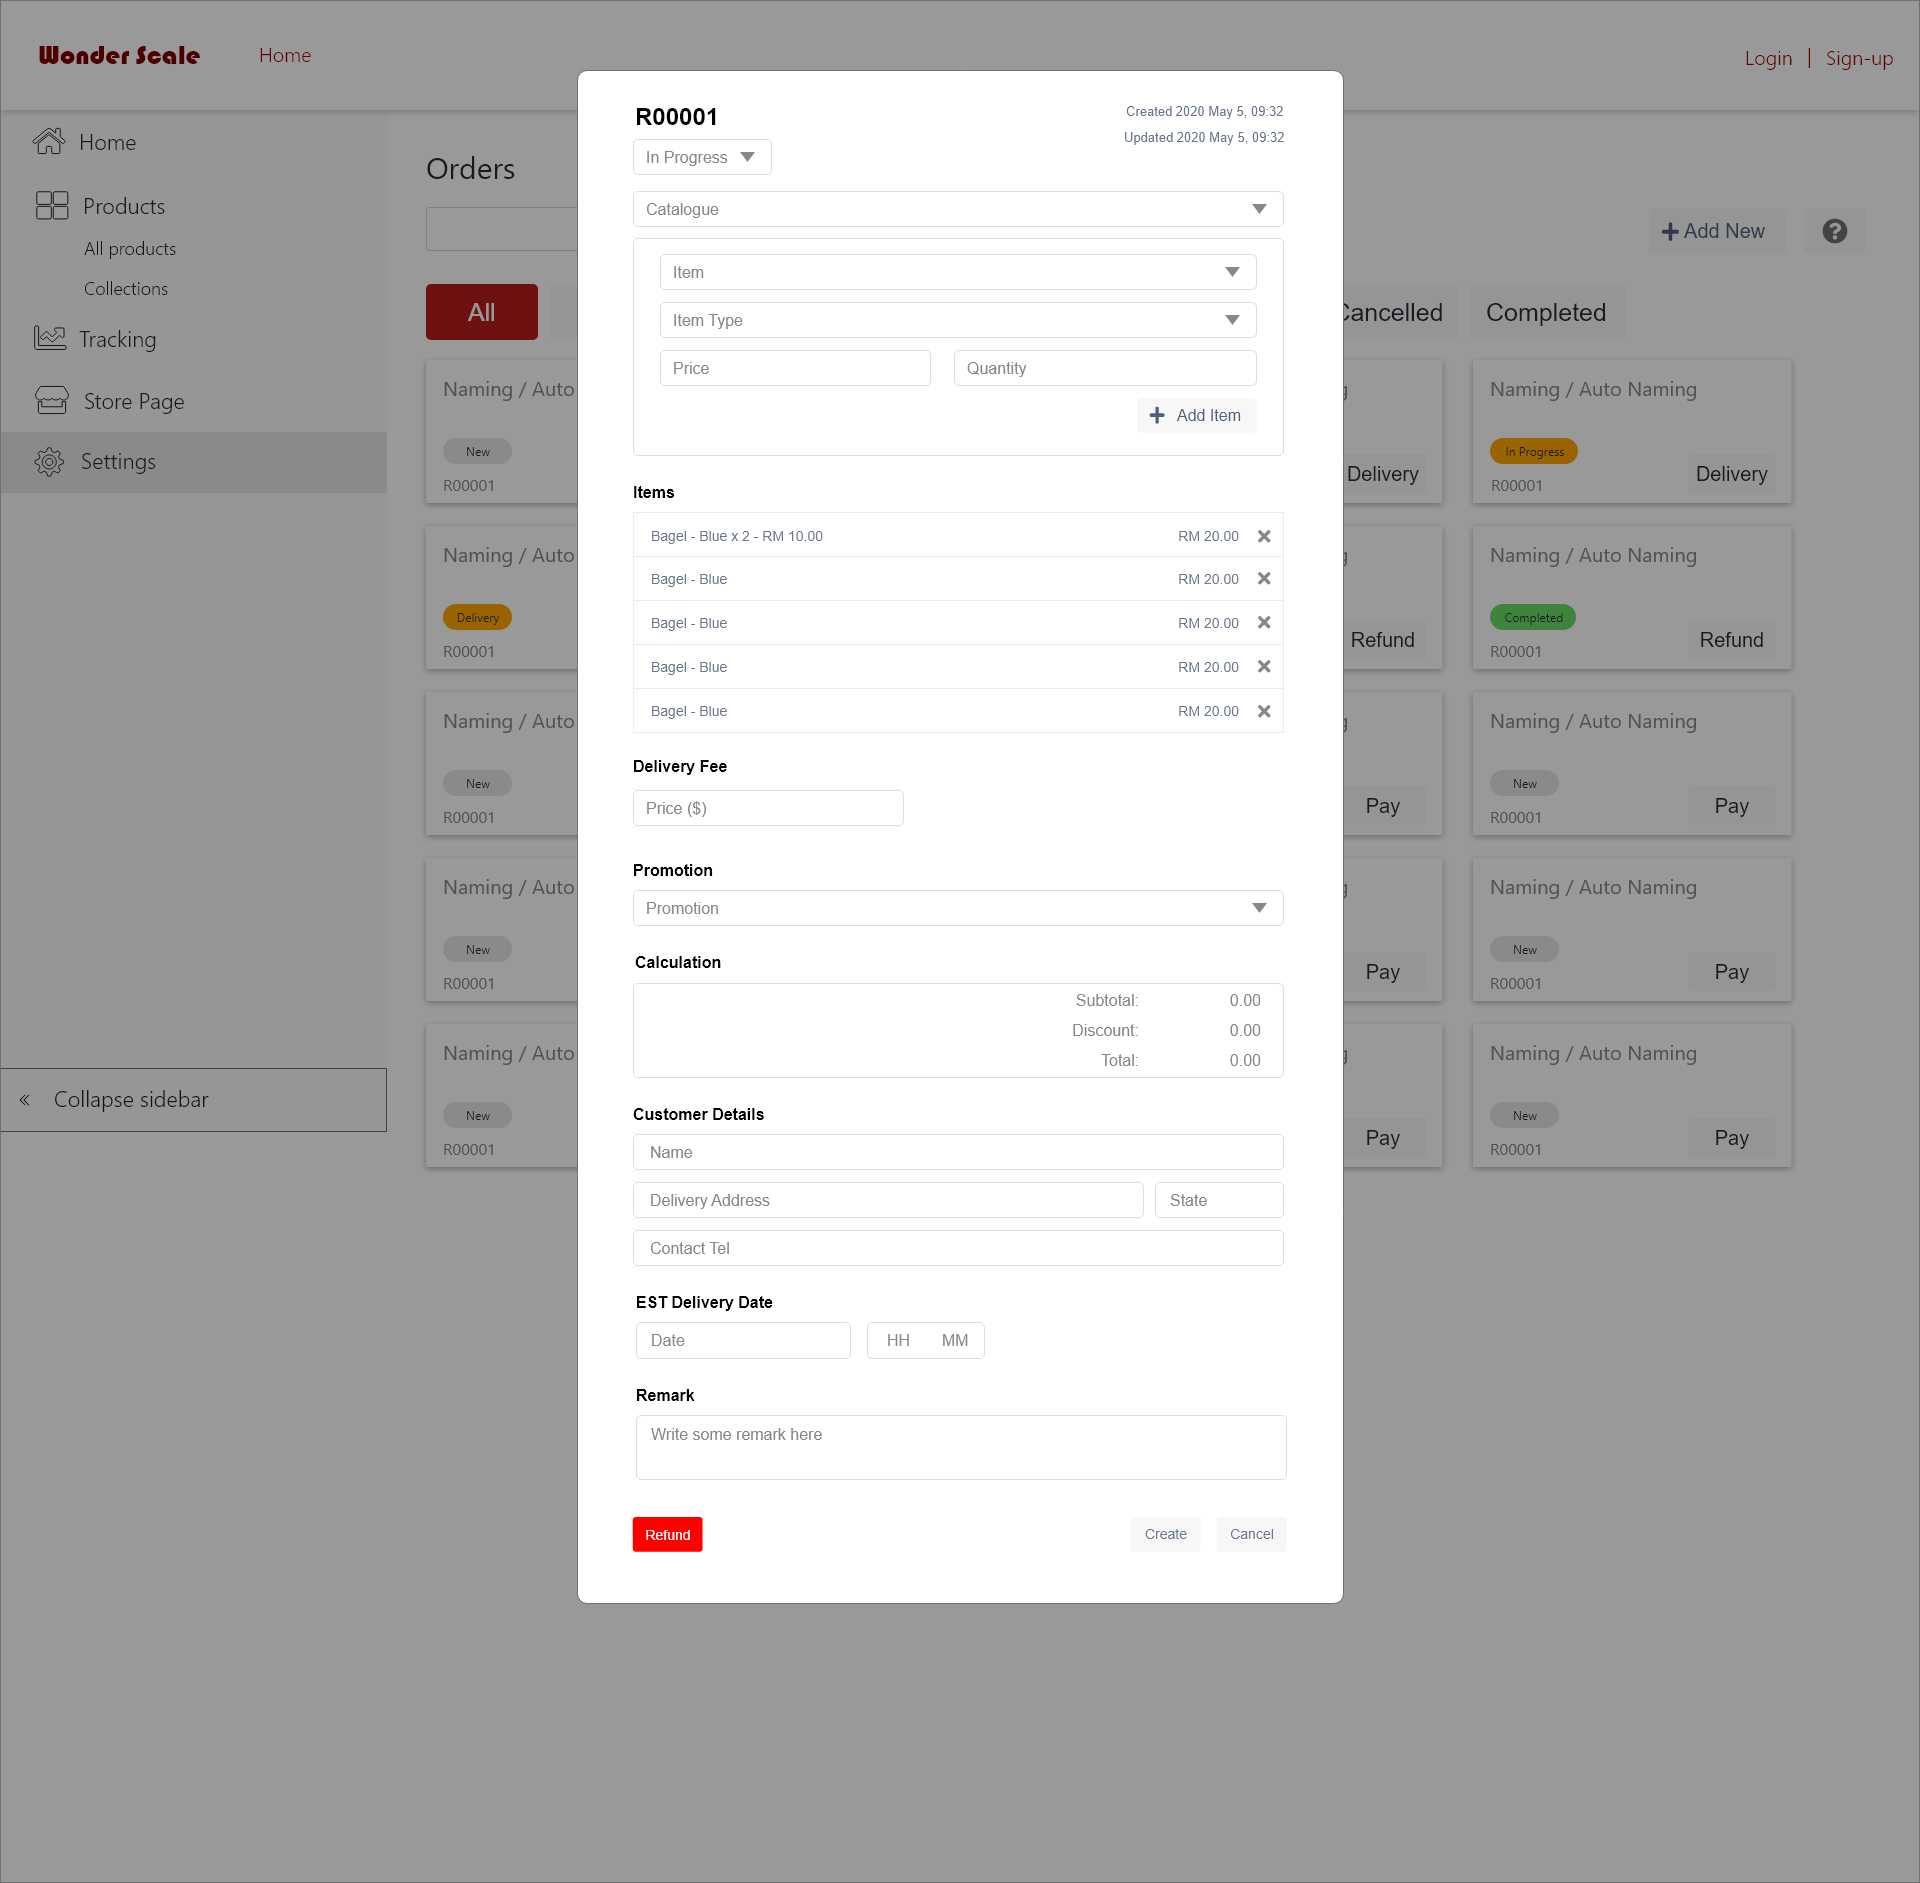 Wonder Scale
Home
Login | Sign-up
Home
Products
All products
Collections
Tracking
Store Page
Settings
« Collapse sidebar
Orders
Add New
All
Cancelled
Completed
Naming / Auto
New
R00001
Delivery
Naming / Auto Naming
In Progress
R00001
Delivery
Naming / Auto
Delivery
R00001
Refund
Naming / Auto Naming
Completed
R00001
Refund
Naming / Auto
New
R00001
Pay
Naming / Auto Naming
New
R00001
Pay
Naming / Auto
New
R00001
Pay
Naming / Auto Naming
New
R00001
Pay
Naming / Auto
New
R00001
Pay
Naming / Auto Naming
New
R00001
Pay
R00001
Created 2020 May 5, 09:32
Updated 2020 May 5, 09:32
In Progress
Catalogue
Item
Item Type
Price Quantity
Add Item
Items
Bagel - Blue x 2 - RM 10.00 RM 20.00
Bagel - Blue RM 20.00
Bagel - Blue RM 20.00
Bagel - Blue RM 20.00
Bagel - Blue RM 20.00
Delivery Fee
Price ($)
Promotion
Promotion
Calculation
Subtotal: 0.00
Discount: 0.00
Total: 0.00
Customer Details
Name
Delivery Address State
Contact Tel
EST Delivery Date
Date HH MM
Remark
Write some remark here
Refund Create Cancel